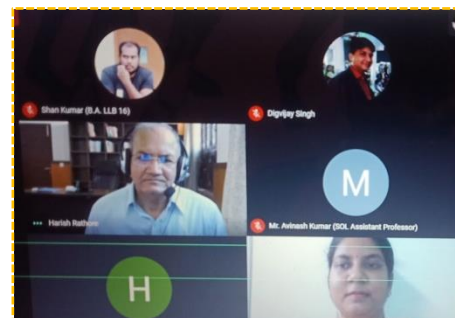 Shan Kumar (B.A. LLB 16)
Digvijay Singh
Harish Rathore
M
Mr. Avinash Kumar (SOL Assistant Professor)
H